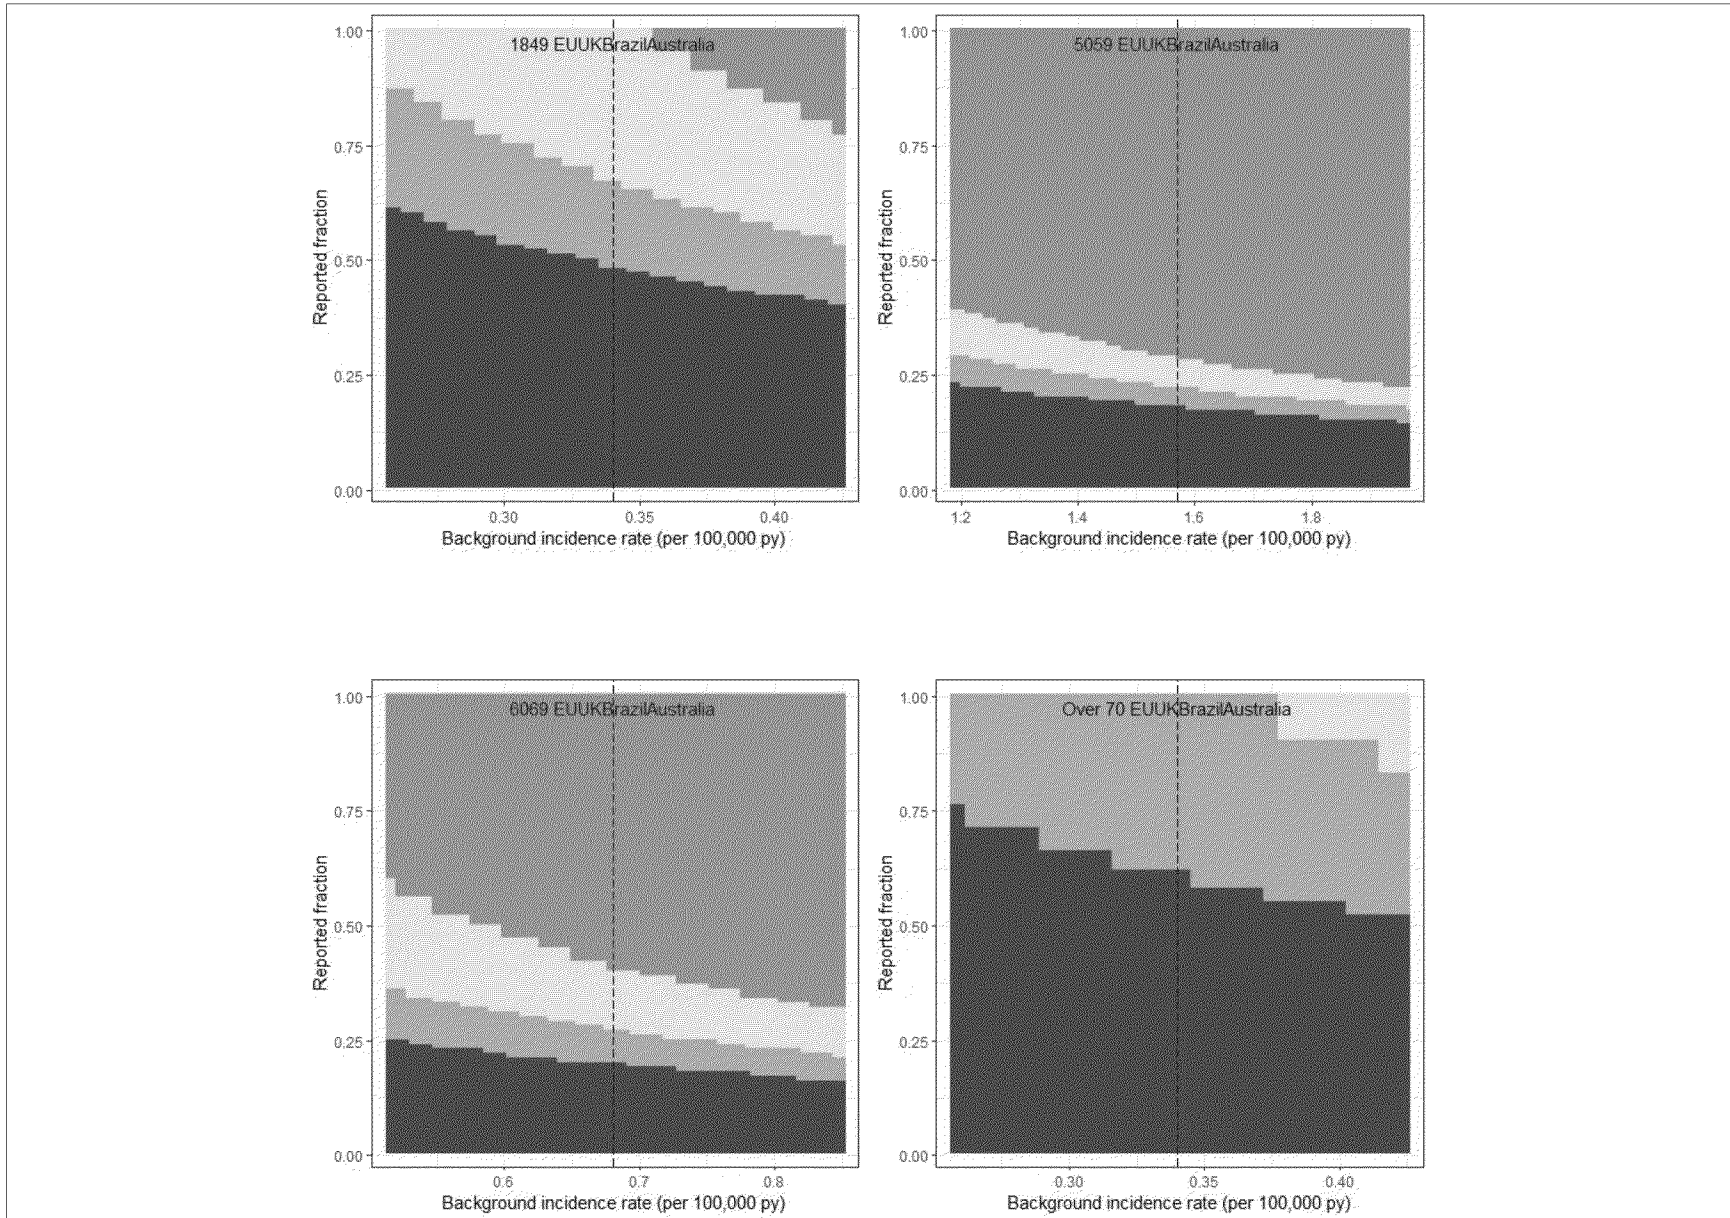 1849 EUUKBrazilAustralia
1.00
0.75
0.50
0.25
0.00
Reported fraction
0.30 0.35 0.40
Background incidence rate (per 100,000 py)
5059 EUUKBrazilAustralia
1.00
0.75
0.50
0.25
0.00
Reported fraction
1.2 1.4 1.6 1.8
Background incidence rate (per 100,000 py)
6069 EUUKBrazilAustralia
1.00
0.75
0.50
0.25
0.00
Reported fraction
0.6 0.7 0.8
Background incidence rate (per 100,000 py)
Over 70 EUUKBrazilAustralia
1.00
0.75
0.50
0.25
0.00
Reported fraction
0.30 0.35 0.40
Background incidence rate (per 100,000 py)